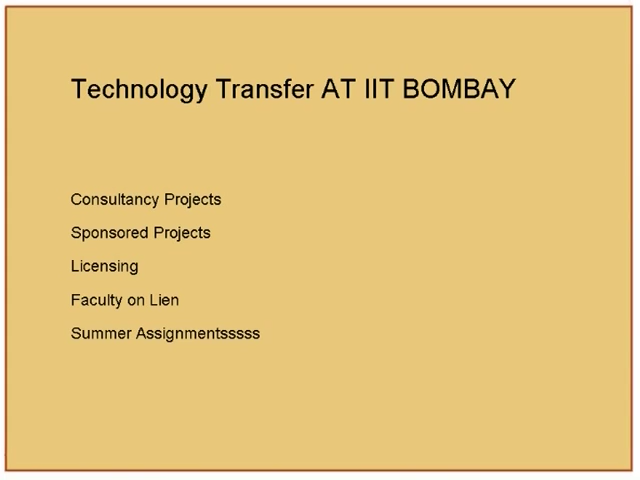 Technology Transfer AT IIT BOMBAY
Consultancy Projects
Sponsored Projects
Licensing
Faculty on Lien
Summer Assignmentsssss